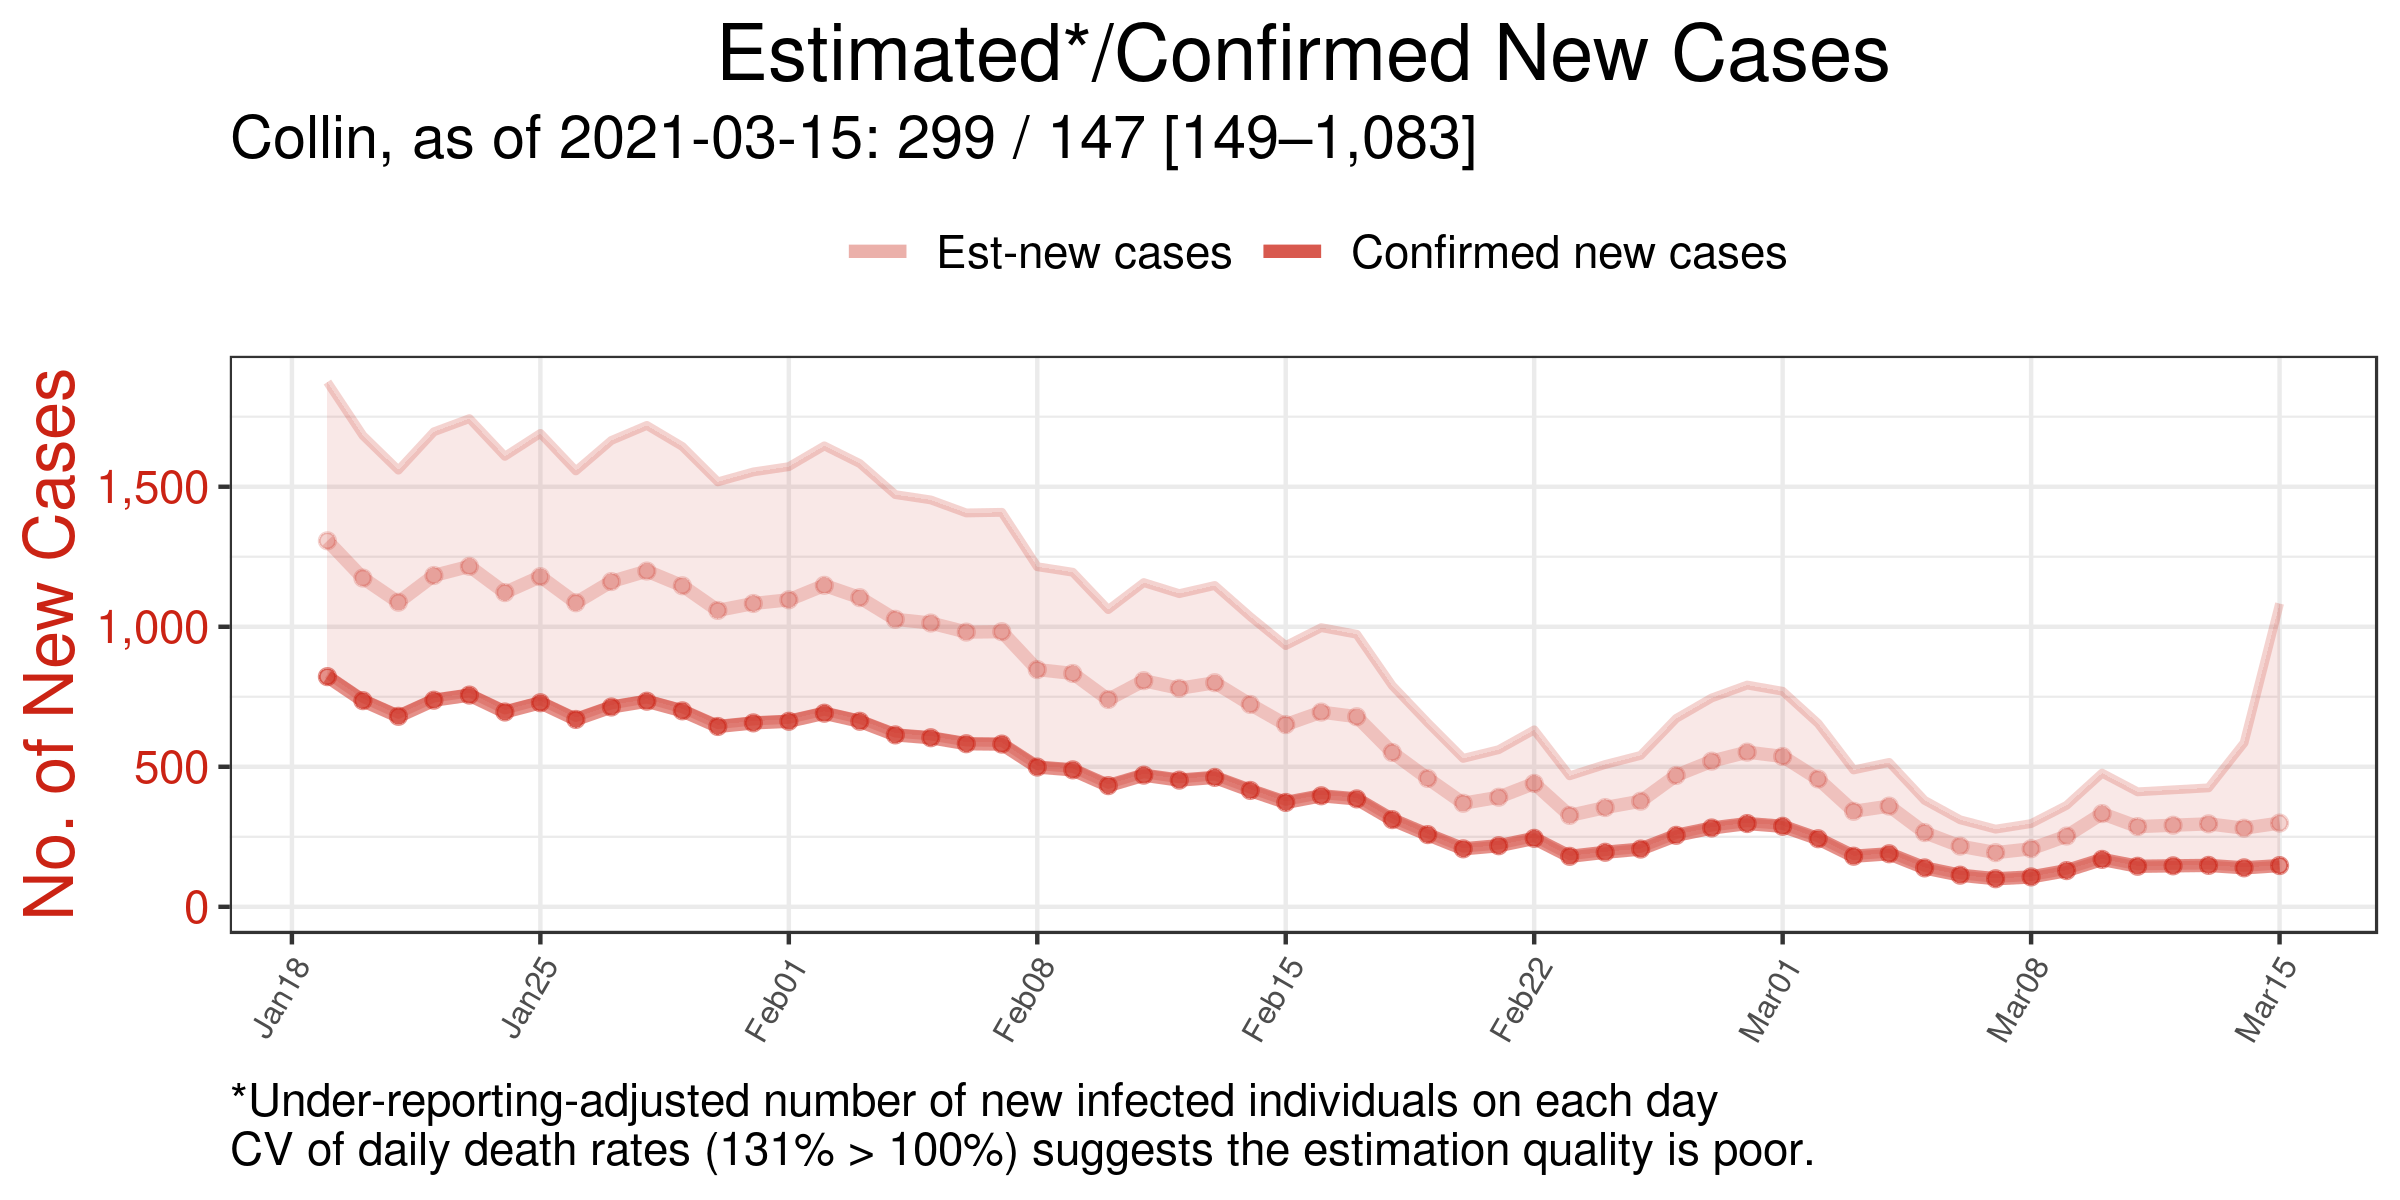 Estimated*/Confirmed New Cases
Collin, as of 2021-03-15: 299 / 147 [149–1,083]
Est-new cases
Confirmed new cases
No. of New Cases
1,500
1,000
500
0
Jan18
Jan25
Feb01
Feb08
Feb15
Feb22
Mar01
Mar08
Mar15
*Under-reporting-adjusted number of new infected individuals on each day
CV of daily death rates (131% > 100%) suggests the estimation quality is poor.